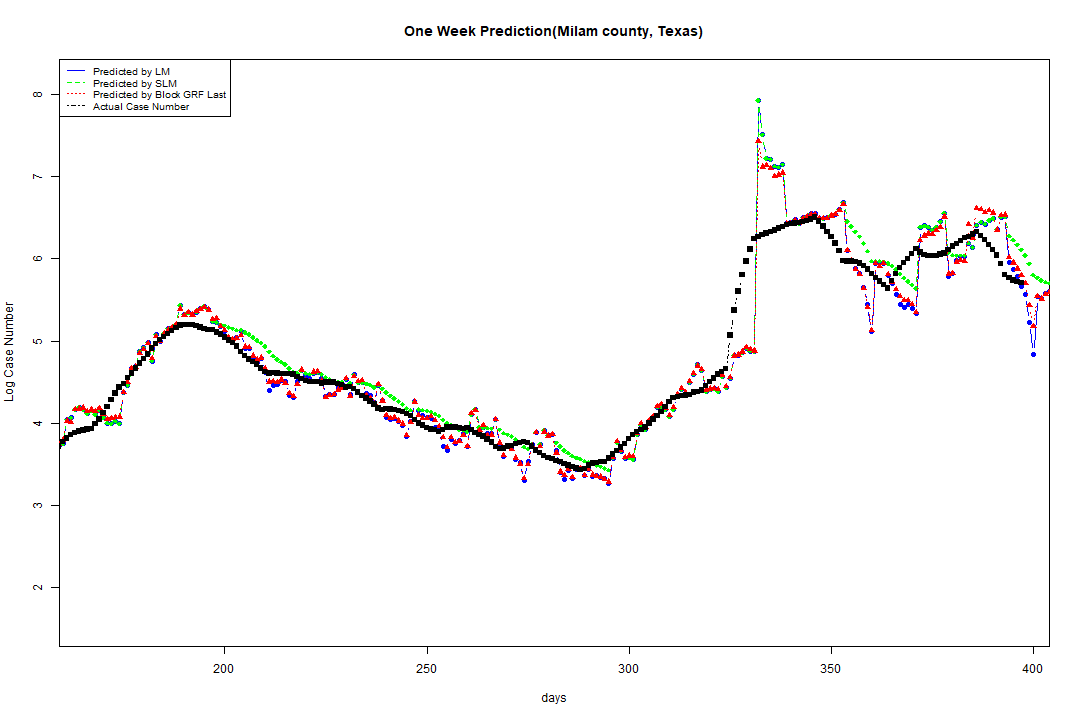 One Week Prediction(Milam county, Texas)
Predicted by LM
Predicted by SLM
Predicted by Block GRF Last
Actual Case Number
8
7
6
5
4
3
2
Log Case Number
200 250 300 350 400
days